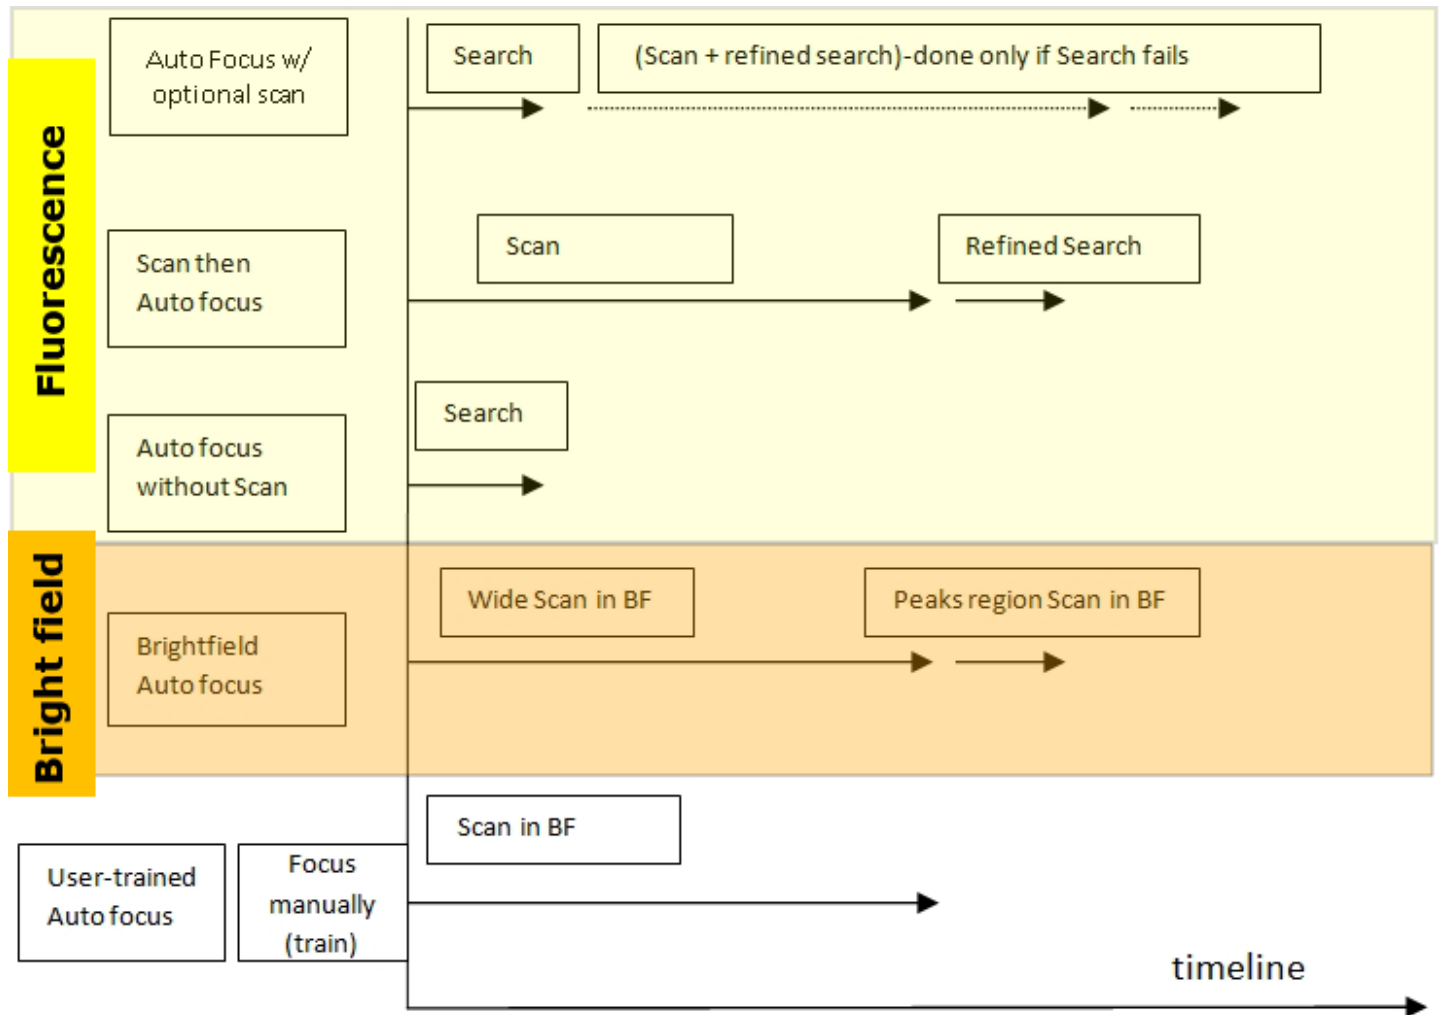 Fluorescence
Auto Focus w/
optional scan
Search
(Scan + refined search)-done only if Search fails
Scan then
Auto focus
Scan
Refined Search
Auto focus
without Scan
Search
Bright field
Brightfield
Auto focus
Wide Scan in BF
Peaks region Scan in BF
User-trained
Auto focus
Focus
manually
(train)
Scan in BF
timeline